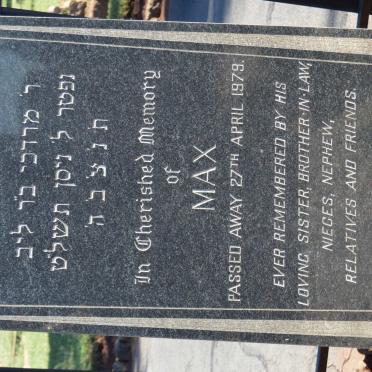 ר מרדכי בר ליב
נפטר ל ניסן תשלט
ת נ צ ב ה
In Cherished Memory
of
MAX
PASSED AWAY 27TH APRIL 1979.
EVER REMEMBERED BY HIS
LOVING SISTER, BROTHER-IN-LAW,
NIECES, NEPHEW,
RELATIVES AND FRIENDS.